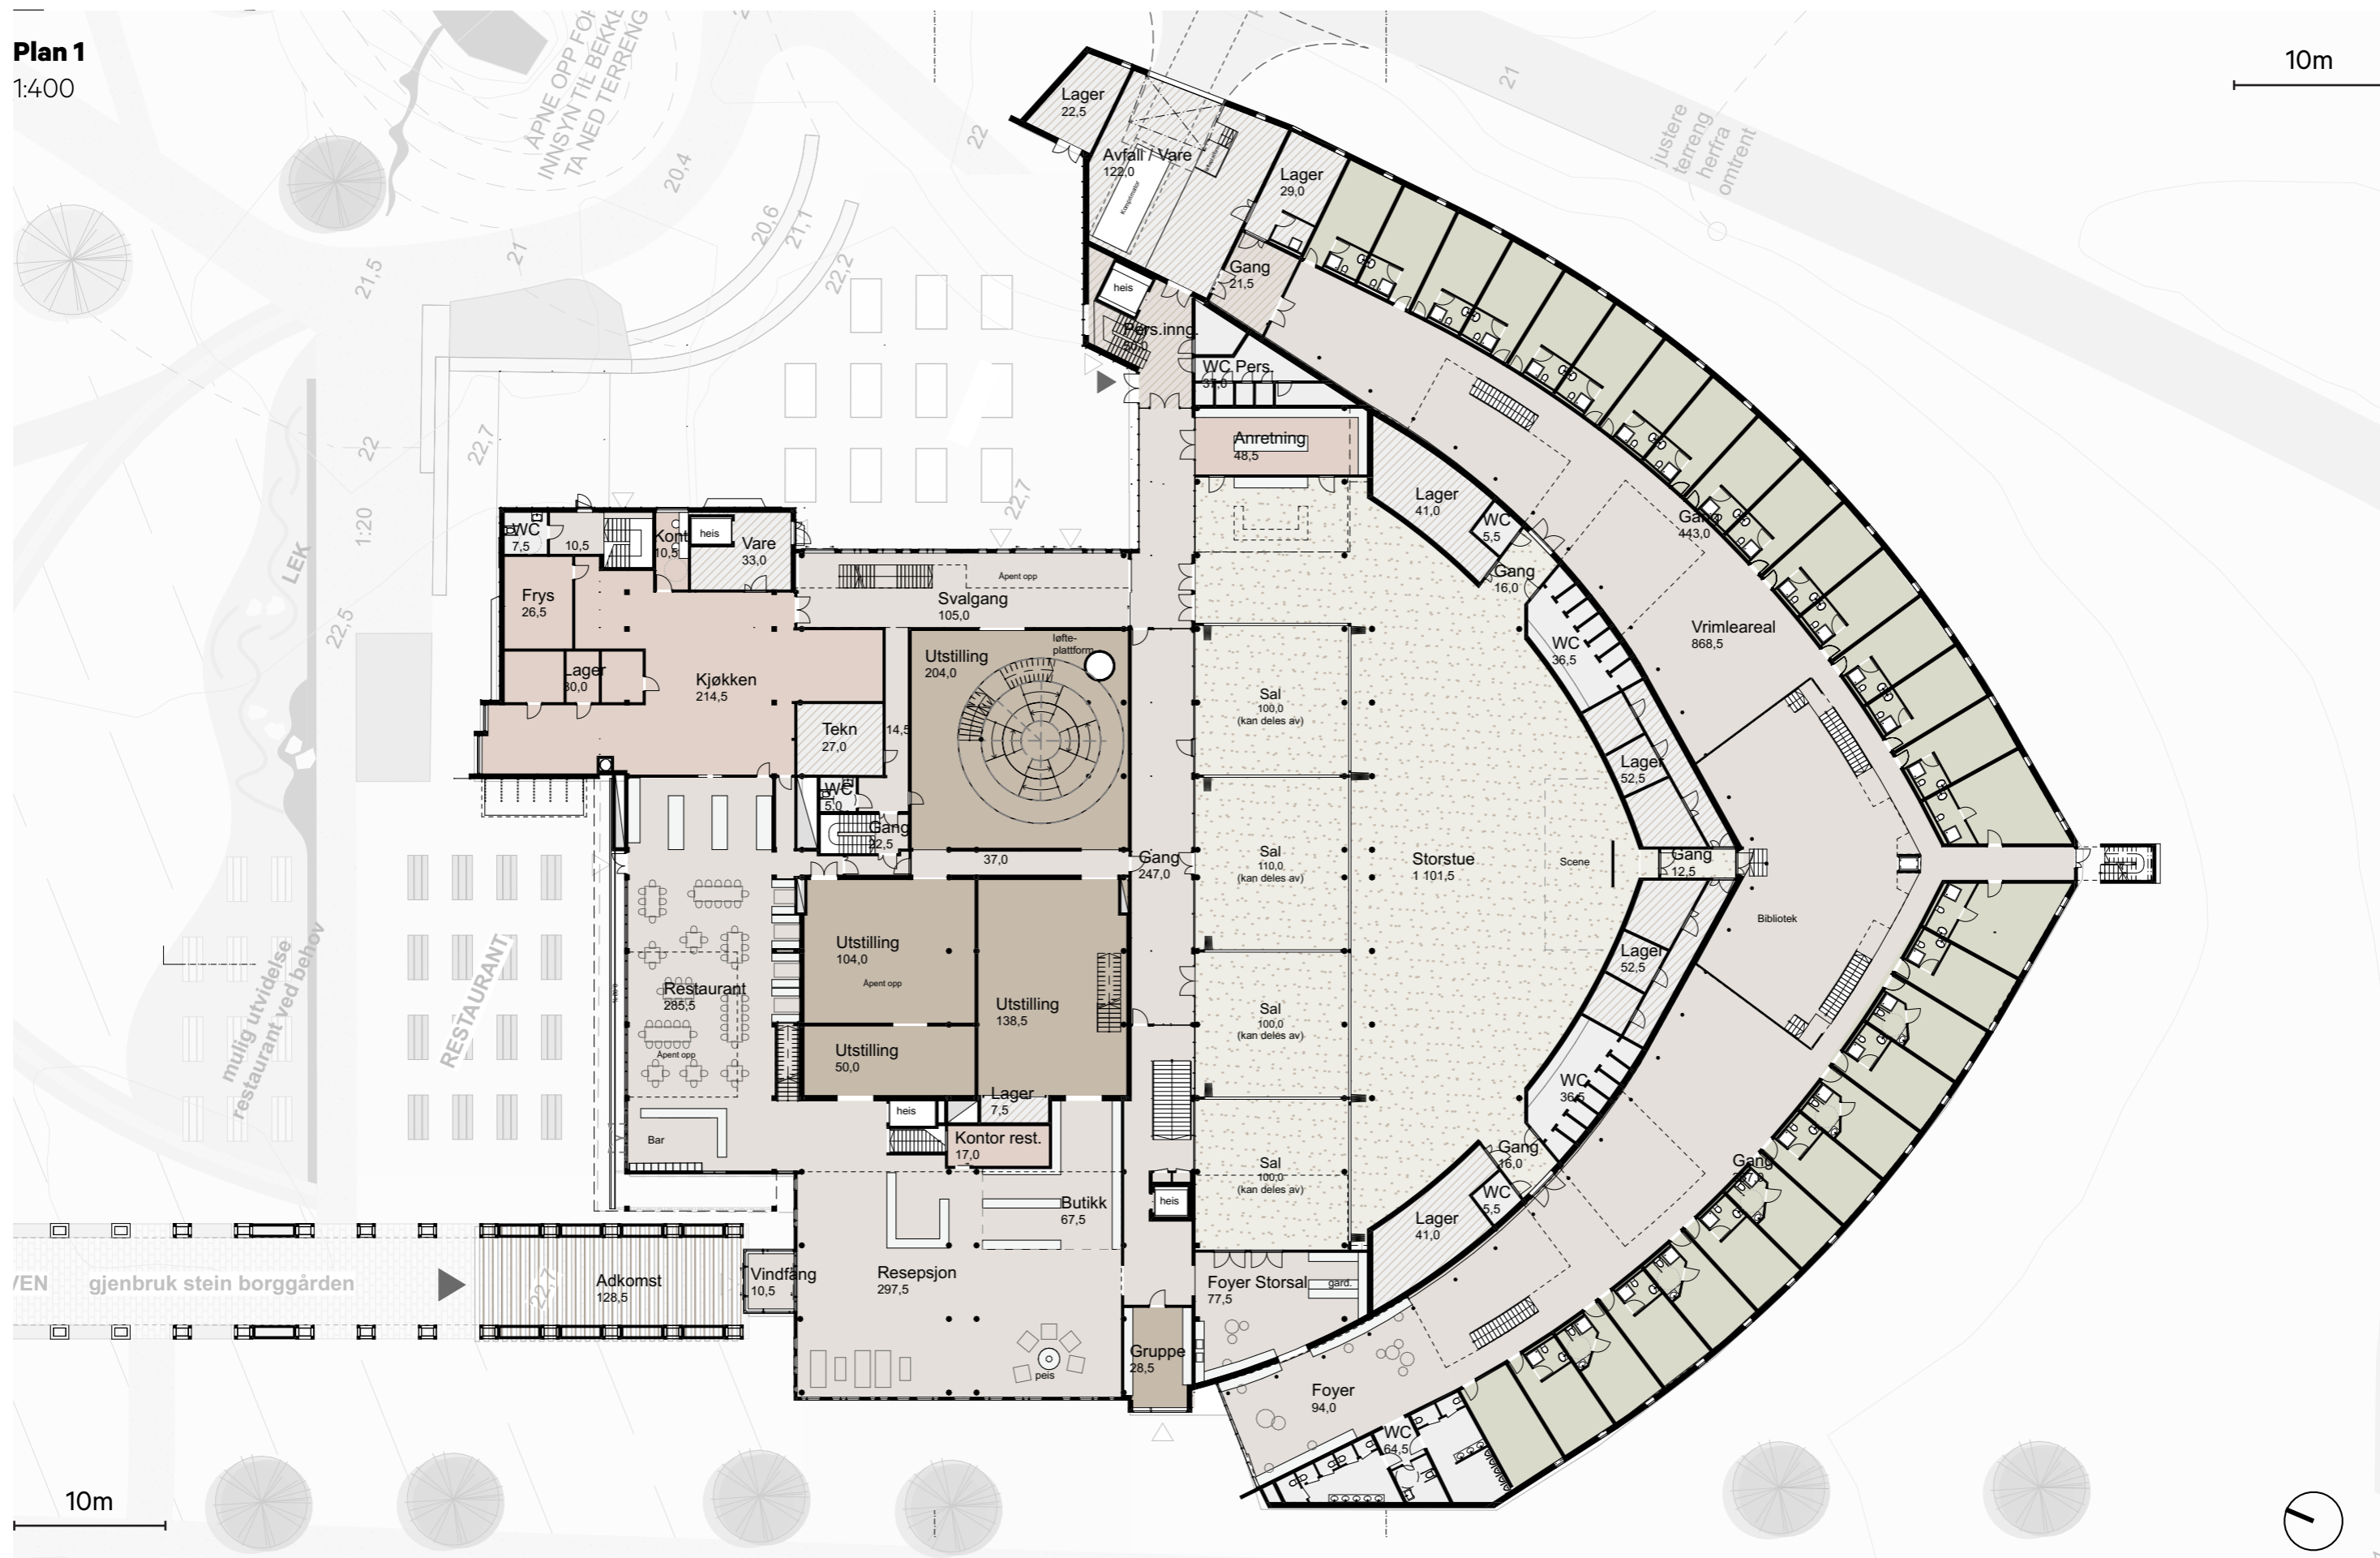 Plan 1
1:400
10m
ÅPNE OPP FOR
INNSYN TIL BEKKE
TA NED TERRENG
20,4
20,6
21,1
22,2
22
21
21,5
21
22,7
22
22,5
1:20
LEK
22,7
justere
terreng
herfra
omtrent
Lager
22,5
Avfall / Vare
122,0
Komprimator
Lager
29,0
Gang
21,5
heis
Pers.inng.
WC Pers.
37,0
Anretning
48,5
Lager
41,0
WC
5,5
Gang
16,0
Gang
443,0
WC
7,5
10,5
Kont
10,5
heis
Vare
33,0
Frys
26,5
Lager
30,0
Kjøkken
214,5
Åpent opp
Svalgang
105,0
Utstilling
204,0
løfte-
plattform
Tekn
27,0
14,5
WC
5,0
Gang
22,5
37,0
Gang
247,0
Sal
100,0
(kan deles av)
Sal
110,0
(kan deles av)
Sal
100,0
(kan deles av)
Sal
100,0
(kan deles av)
Storstue
1 101,5
Scene
WC
36,5
Vrimleareal
868,5
Lager
52,5
Gang
12,5
Bibliotek
Lager
52,5
WC
36,5
Gang
16,0
WC
5,5
Lager
41,0
Gang
Utstilling
104,0
Åpent opp
Utstilling
138,5
Utstilling
50,0
Restaurant
285,5
Åpent opp
Bar
heis
Lager
7,5
Kontor rest.
17,0
Butikk
67,5
heis
RESTAURANT
mulig utvidelse
restaurant ved behov
VEN
gjenbruk stein borggården
22,7
Adkomst
128,5
Vindfang
10,5
Resepsjon
297,5
peis
Gruppe
28,5
Foyer Storsal
77,5
gard.
Foyer
94,0
WC
64,5
10m